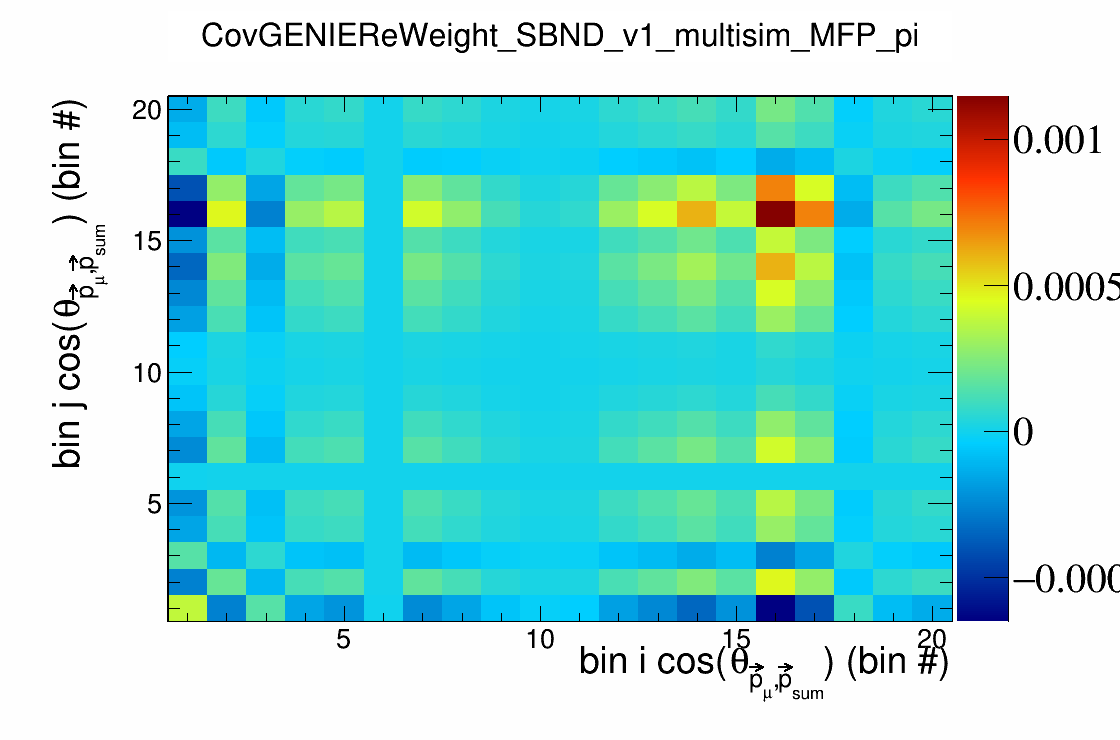 CovGENIEReWeight_SBND_v1_multisim_MFP_pi
bin j cos(θ p⃗μ,p⃗sum) (bin #)
20
15
10
5
5 10 15 20
bin i cos(θ p⃗μ,p⃗sum) (bin #)
0.001
0.0005
0
−0.000